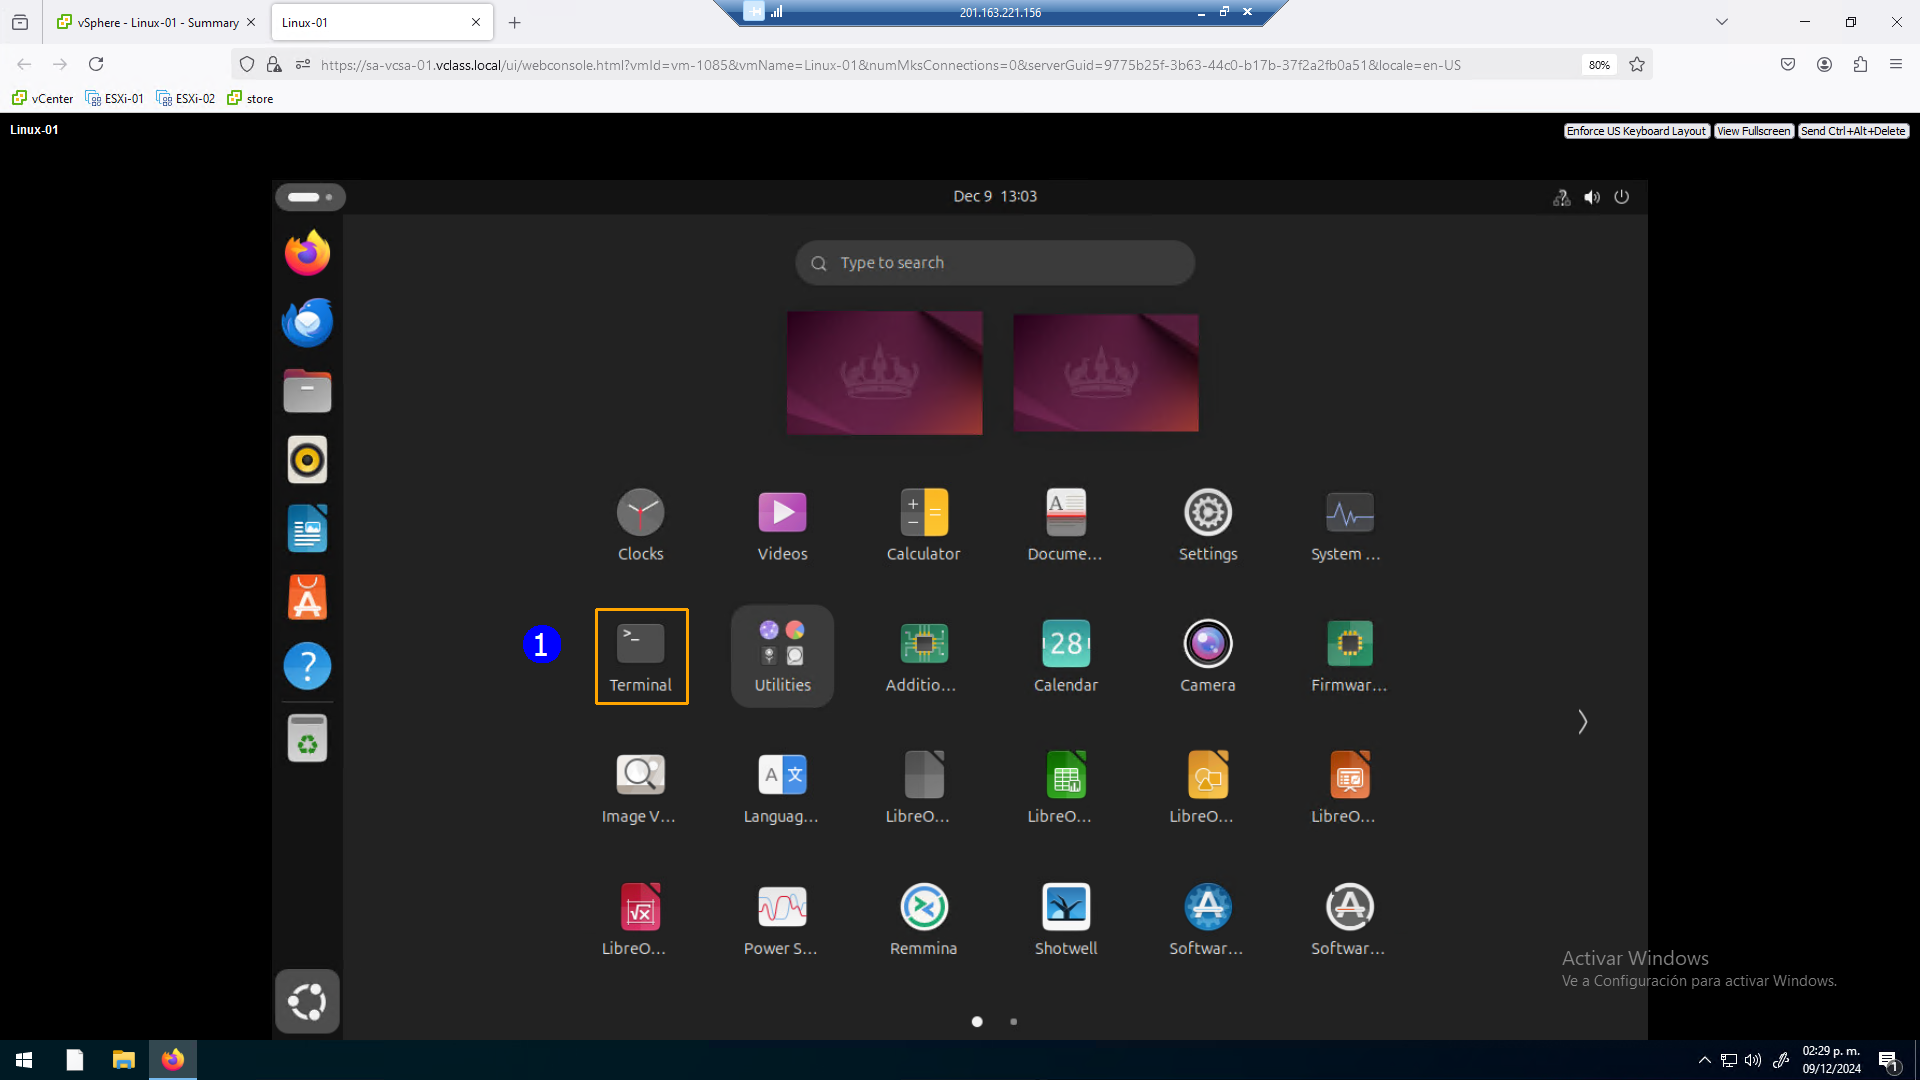 vSphere - Linux-01 - Summary
Linux-01
201.163.221.156
https://sa-vcsa-01.vclass.local/ui/webconsole.html?vmId=vm-1085&vmName=Linux-01&numMksConnections=0&serverGuid=9775b25f-3b63-44c0-b17b-37f2a2fb0a51&locale=en-US
80%
vCenter ESXi-01 ESXi-02 store
Linux-01
Enforce US Keyboard Layout View Fullscreen Send Ctrl+Alt+Delete
Dec 9 13:03
Type to search
Clocks Videos Calculator Docume... Settings System ...
1
Terminal Utilities Additio... Calendar Camera Firmwar...
28
Image V... Languag... LibreO... LibreO... LibreO... LibreO...
LibreO... Power S... Remmina Shotwell Softwar... Softwar...
Activar Windows
Ve a Configuración para activar Windows.
02:29 p. m.
09/12/2024
1